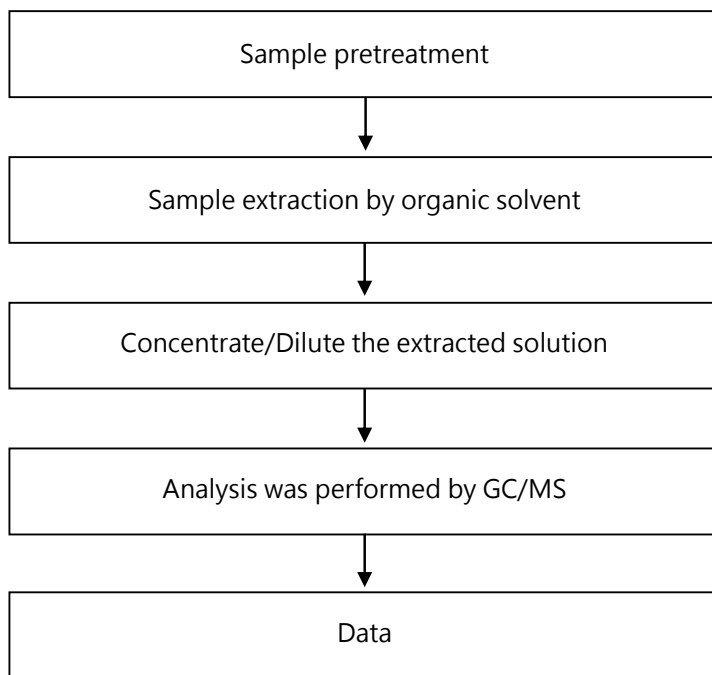 Sample pretreatment
Sample extraction by organic solvent
Concentrate/Dilute the extracted solution
Analysis was performed by GC/MS
Data